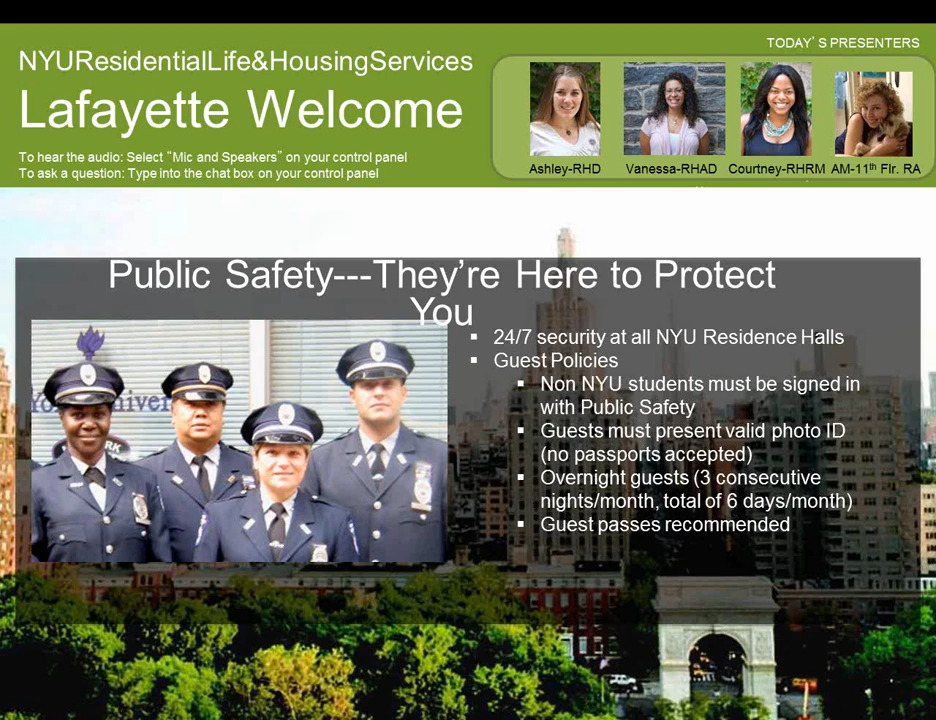 TODAY’S PRESENTERS
NYUResidentialLife&HousingServices
Lafayette Welcome
To hear the audio: Select “Mic and Speakers” on your control panel
To ask a question: Type into the chat box on your control panel
Ashley-RHD
Vanessa-RHAD
Courtney-RHRM
AM-11th Flr. RA
Public Safety---They’re Here to Protect
You
▪ 24/7 security at all NYU Residence Halls
▪ Guest Policies
▪ Non NYU students must be signed in
with Public Safety
▪ Guests must present valid photo ID
(no passports accepted)
▪ Overnight guests (3 consecutive
nights/month, total of 6 days/month)
▪ Guest passes recommended